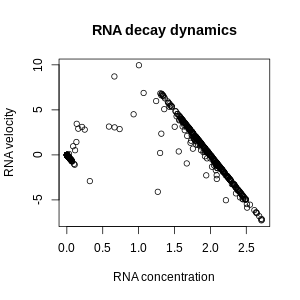 RNA decay dynamics
RNA velocity
10
5
0
-5
0.0 0.5 1.0 1.5 2.0 2.5
RNA concentration